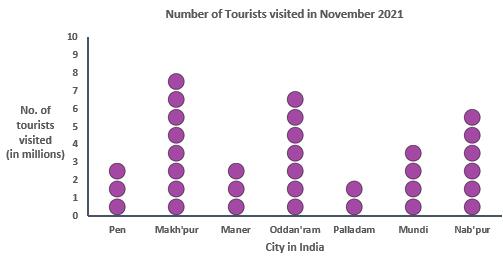 Number of Tourists visited in November 2021
10
9
8
7
6
5
4
3
2
1
0
No. of
tourists
visited
(in millions)
Pen Makh'pur Maner Oddan'ram Palladam Mundi Nab'pur
City in India